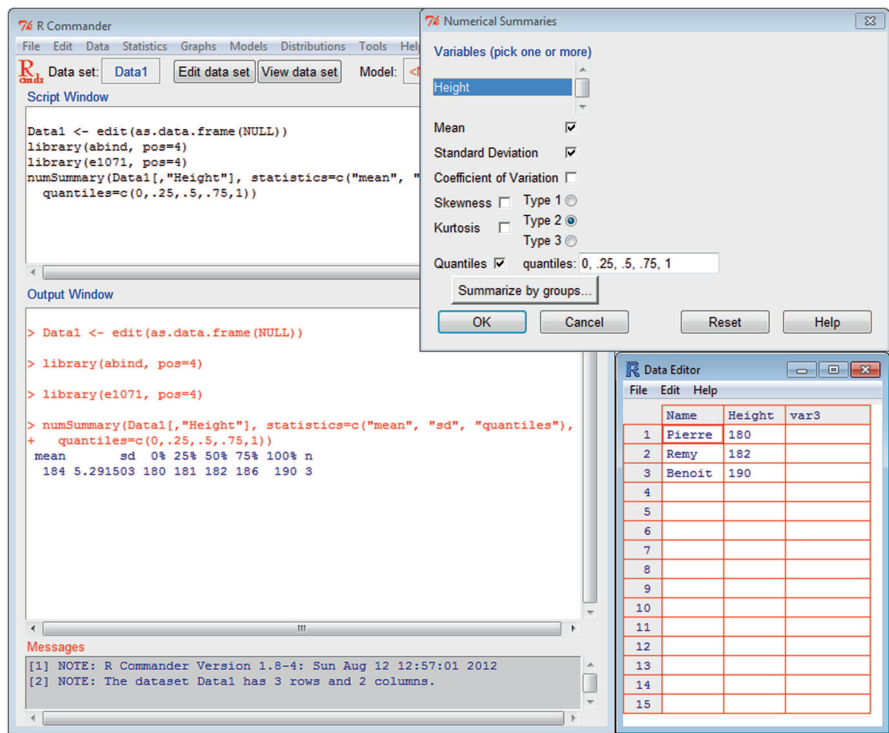 R Commander
File Edit Data Statistics Graphs Models Distributions Tools Help
R cmdr Data set: Data1 Edit data set View data set Model:
Script Window
Data1 <- edit(as.data.frame(NULL))
library(abind, pos=4)
library(e1071, pos=4)
numSummary(Data1[,"Height"], statistics=c("mean", "
  quantiles=c(0,.25,.5,.75,1))
Output Window
> Data1 <- edit(as.data.frame(NULL))
> library(abind, pos=4)
> library(e1071, pos=4)
> numSummary(Data1[,"Height"], statistics=c("mean", "sd", "quantiles"),
+   quantiles=c(0,.25,.5,.75,1))
 mean       sd  0% 25% 50% 75% 100% n
  184 5.291503 180 181 182 186  190 3
Messages
[1] NOTE: R Commander Version 1.8-4: Sun Aug 12 12:57:01 2012
[2] NOTE: The dataset Data1 has 3 rows and 2 columns.
Numerical Summaries
Variables (pick one or more)
Height
Mean
Standard Deviation
Coefficient of Variation
Skewness Type 1
Type 2
Kurtosis
Type 3
Quantiles quantiles: 0, .25, .5, .75, 1
Summarize by groups...
OK Cancel Reset Help
R Data Editor
File Edit Help
Name Height var3
1 Pierre 180
2 Remy 182
3 Benoit 190
4
5
6
7
8
9
10
11
12
13
14
15